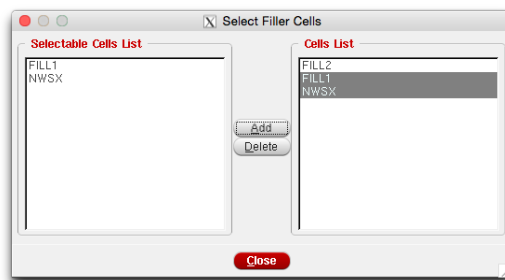 Select Filler Cells
Selectable Cells List
FILL1
NWSX
Add
Delete
Cells List
FILL2
FILL1
NWSX
Close